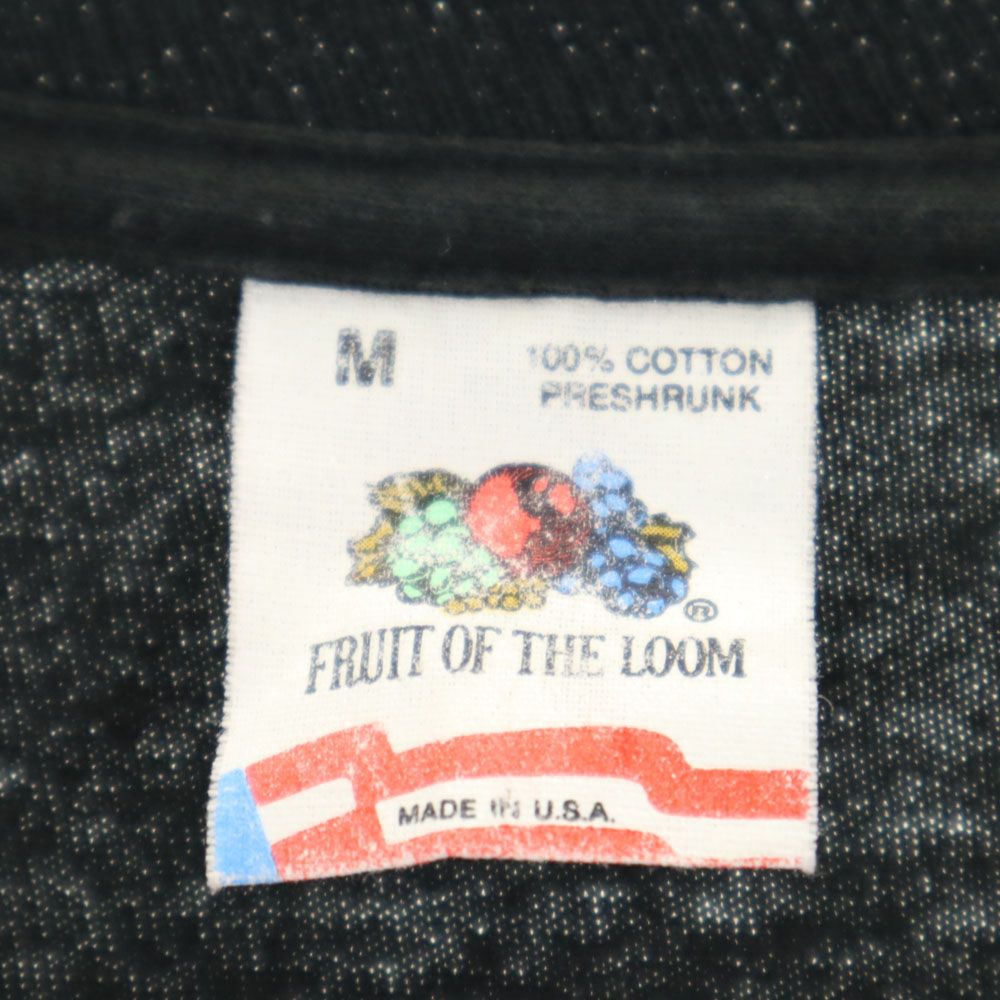 M
100% COTTON
PRESHRUNK
®
FRUIT OF THE LOOM
MADE IN U.S.A.